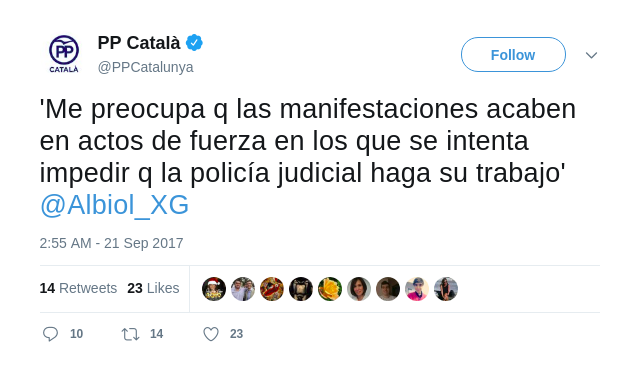 PP
CATALÀ
PP Català
@PPCatalunya
Follow
'Me preocupa q las manifestaciones acaben
en actos de fuerza en los que se intenta
impedir q la policía judicial haga su trabajo'
@Albiol_XG
2:55 AM - 21 Sep 2017
14 Retweets 23 Likes
10 14 23